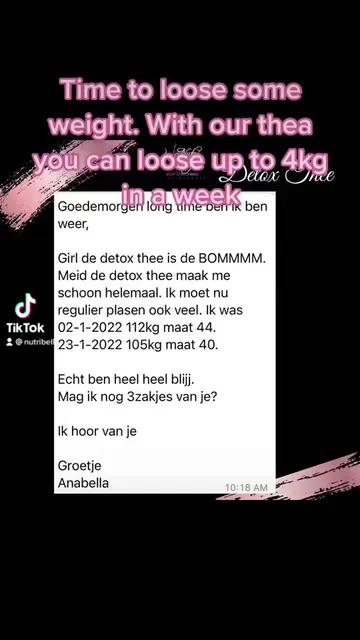 Time to loose some
weight. With our thea
you can loose up to 4kg
in a week
Detox Thee
Goedemorgen long time ben ik ben
weer,
Girl de detox thee is de BOMMMM.
Meid de detox thee maak me
schoon helemaal. Ik moet nu
regulier plasen ook veel. Ik was
02-1-2022 112kg maat 44.
23-1-2022 105kg maat 40.
Echt ben heel heel blijj.
Mag ik nog 3zakjes van je?
Ik hoor van je
Groetje
Anabella
10:18 AM
TikTok
@nutribell